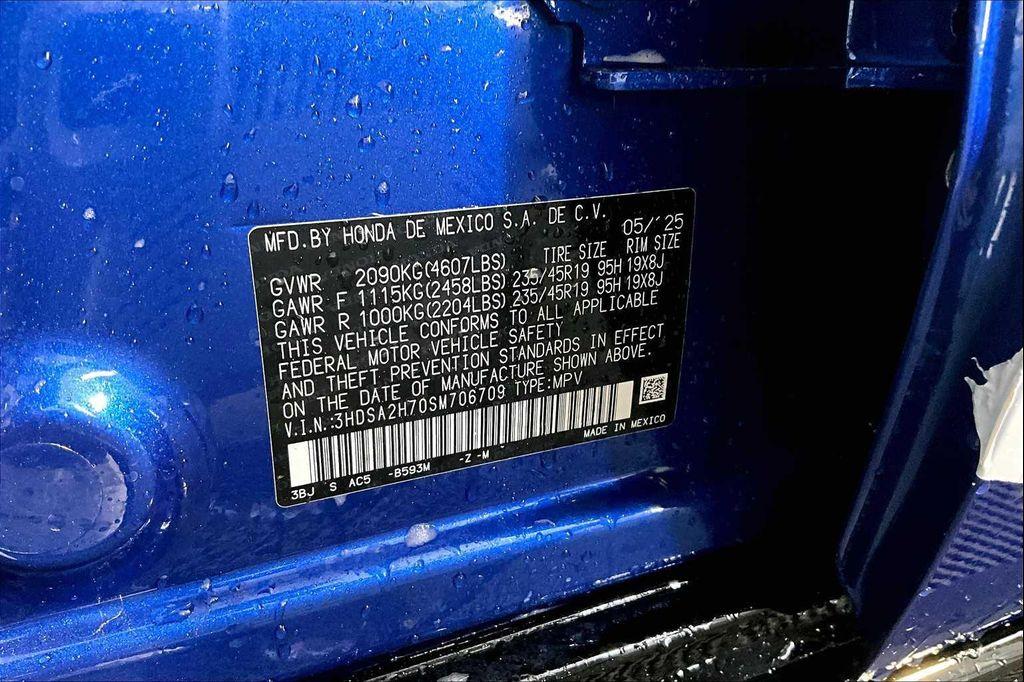 MFD.BY HONDA DE MEXICO S.A. DE C.V. 05/'25
GVWR 2090KG(4607LBS) TIRE SIZE RIM SIZE
GAWR F 1115KG(2458LBS) 235/45R19 95H 19X8J
GAWR R 1000KG(2204LBS) 235/45R19 95H 19X8J
THIS VEHICLE CONFORMS TO ALL APPLICABLE
FEDERAL MOTOR VEHICLE SAFETY
AND THEFT PREVENTION STANDARDS IN EFFECT
ON THE DATE OF MANUFACTURE SHOWN ABOVE.
V.I.N.:3HDSA2H70SM706709 TYPE:MPV
MADE IN MEXICO
3BJ S AC5 -B593M -Z -M